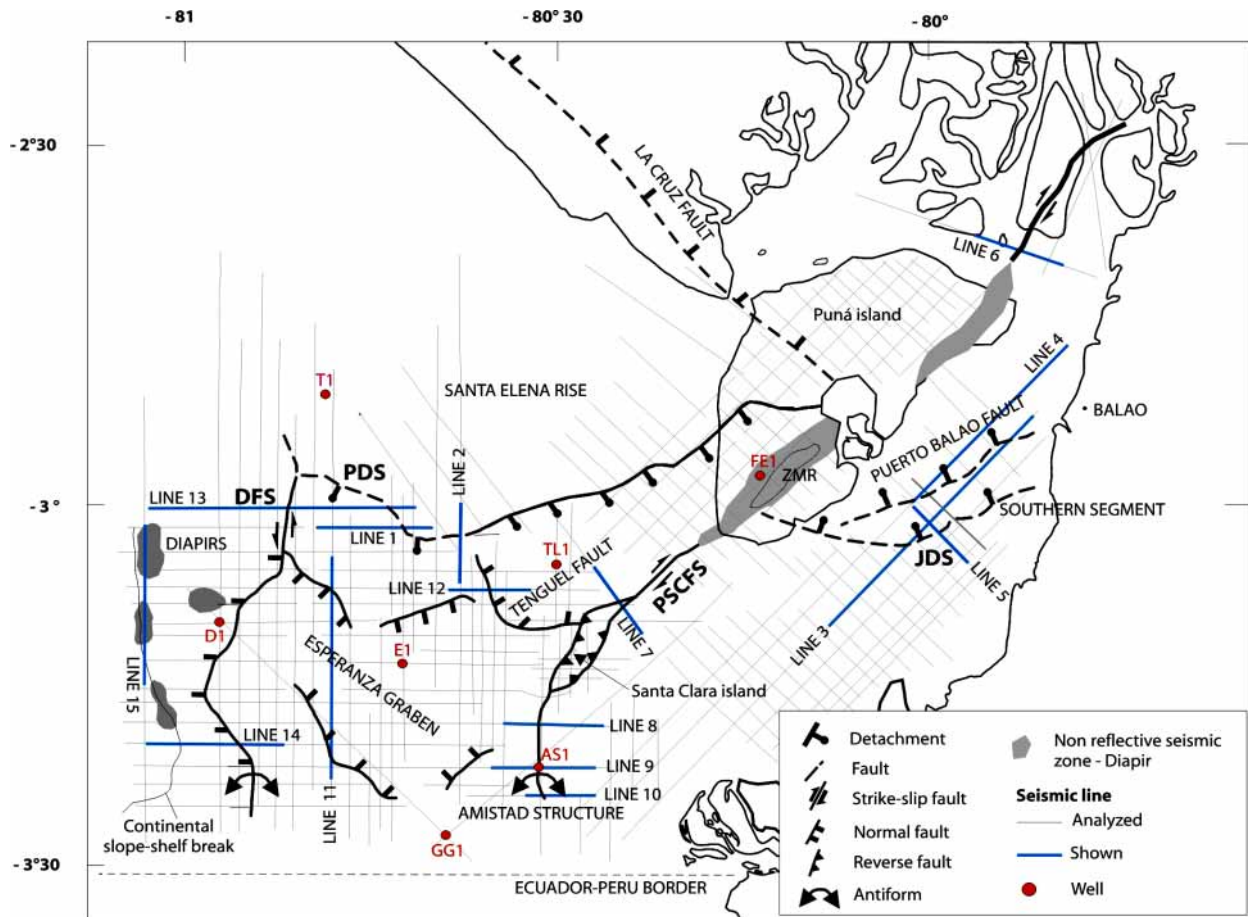 - 81
- 80° 30
- 80°
- 2°30
LA CRUZ FAULT
LINE 6
Puná island
LINE 4
T1
SANTA ELENA RISE
BALAO
PUERTO BALAO FAULT
LINE 2
FE1
ZMR
PDS
LINE 13
DFS
- 3°
SOUTHERN SEGMENT
LINE 1
DIAPIRS
TL1
JDS
LINE 12
TENGUEL FAULT
PSCFS
LINE 5
D1
LINE 7
LINE 3
E1
ESPERANZA GRABEN
LINE 15
Santa Clara island
LINE 14
LINE 8
AS1
LINE 9
LINE 11
LINE 10
AMISTAD STRUCTURE
Continental
slope-shelf break
GG1
- 3°30
ECUADOR-PERU BORDER
Detachment
Fault
Strike-slip fault
Normal fault
Reverse fault
Antiform
Non reflective seismic
zone - Diapir
Seismic line
Analyzed
Shown
Well